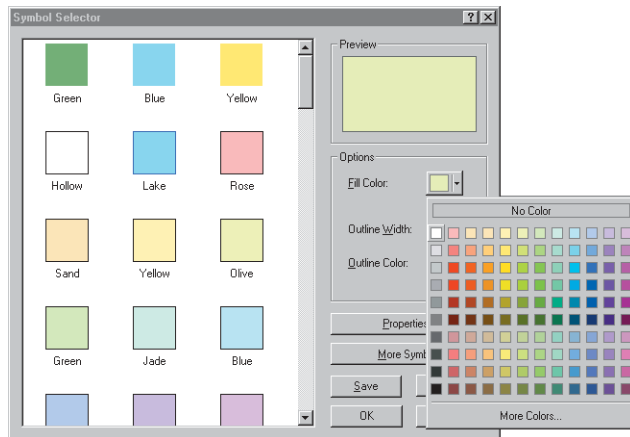 Symbol Selector
Green Blue Yellow
Hollow Lake Rose
Sand Yellow Olive
Green Jade Blue
Preview
Options
Fill Color:
Outline Width:
Outline Color:
Properties
More Symb
Save
OK
No Color
More Colors...